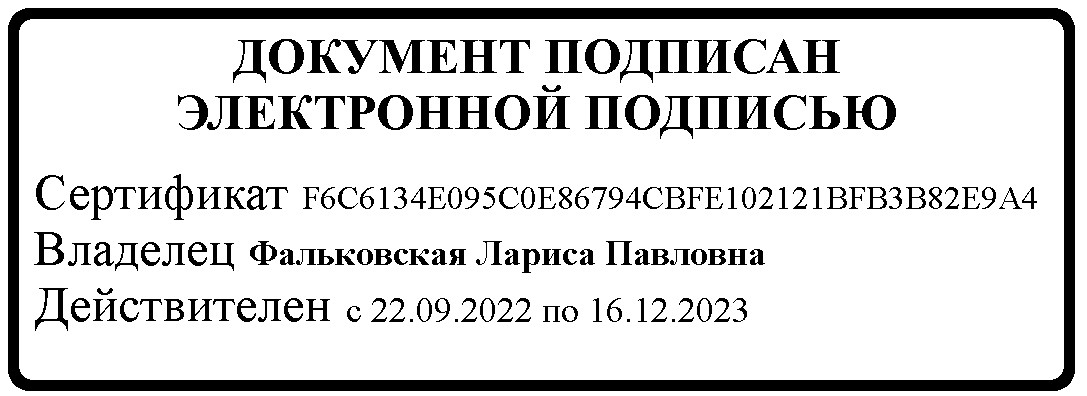 ДОКУМЕНТ ПОДПИСАН
ЭЛЕКТРОННОЙ ПОДПИСЬЮ
Сертификат F6C6134E095C0E86794CBFE102121BFB3B82E9A4
Владелец Фальковская Лариса Павловна
Действителен с 22.09.2022 по 16.12.2023